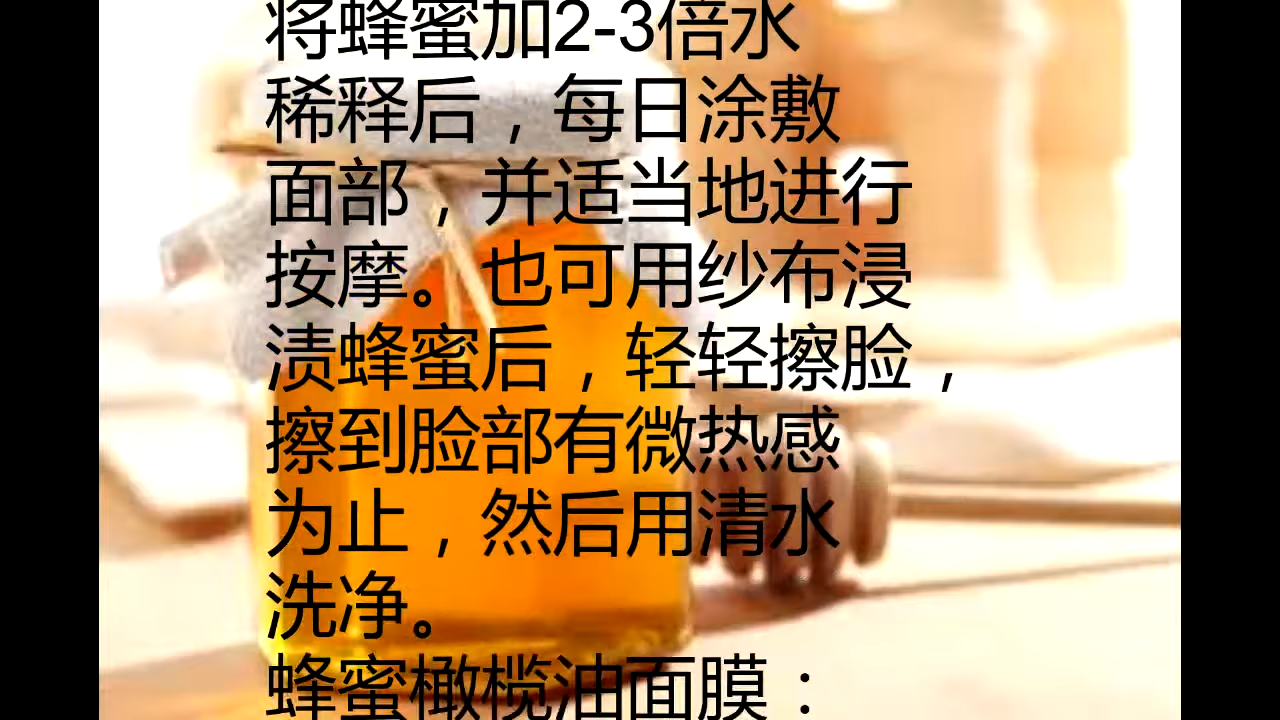 将蜂蜜加2-3倍水
稀释后，每日涂敷
面部，并适当地进行
按摩。也可用纱布浸
渍蜂蜜后，轻轻擦脸，
擦到脸部有微热感
为止，然后用清水
洗净。
蜂蜜橄榄油面膜：